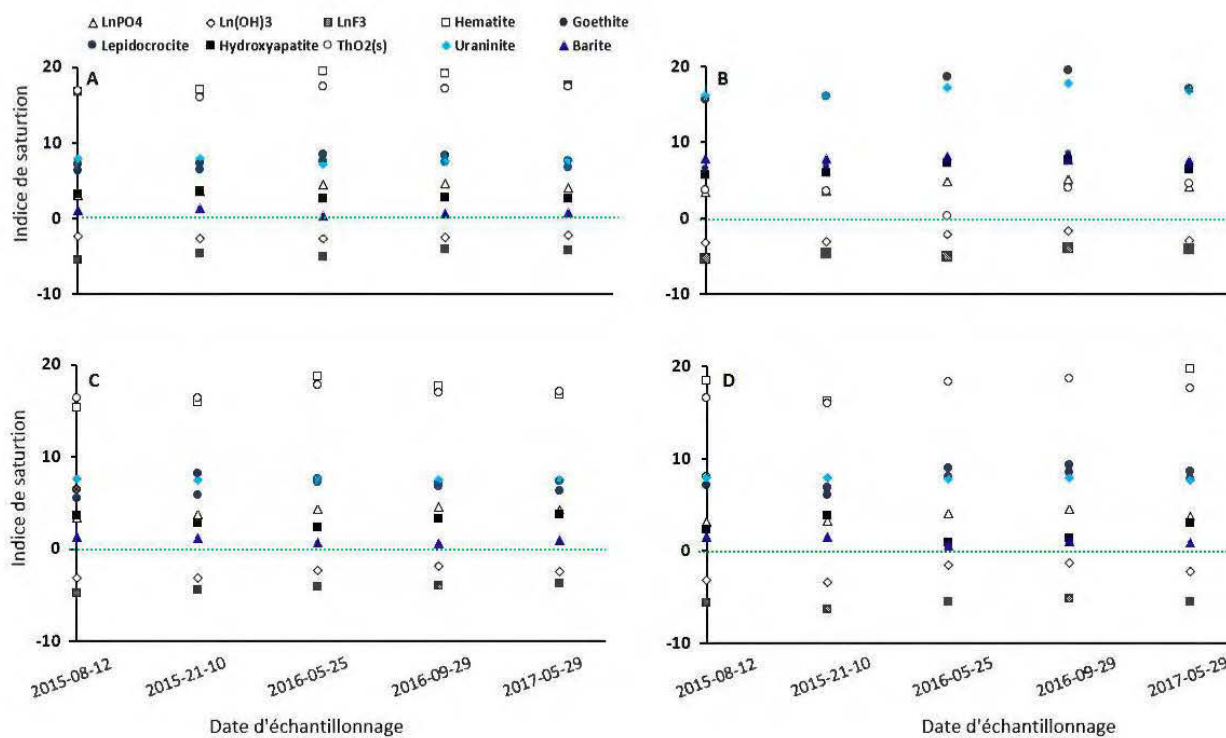 LnPO4 Ln(OH)3 LnF3 Hematite Goethite
Lepidocrocite Hydroxyapatite ThO2(s) Uraninite Barite
Indice de saturtion
20
10
0
-10
A
20
10
0
-10
B
Indice de saturtion
20
10
0
-10
C
2015-08-12 2015-21-10 2016-05-25 2016-09-29 2017-05-29
Date d'échantillonnage
20
10
0
-10
D
2015-08-12 2015-21-10 2016-05-25 2016-09-29 2017-05-29
Date d'échantillonnage